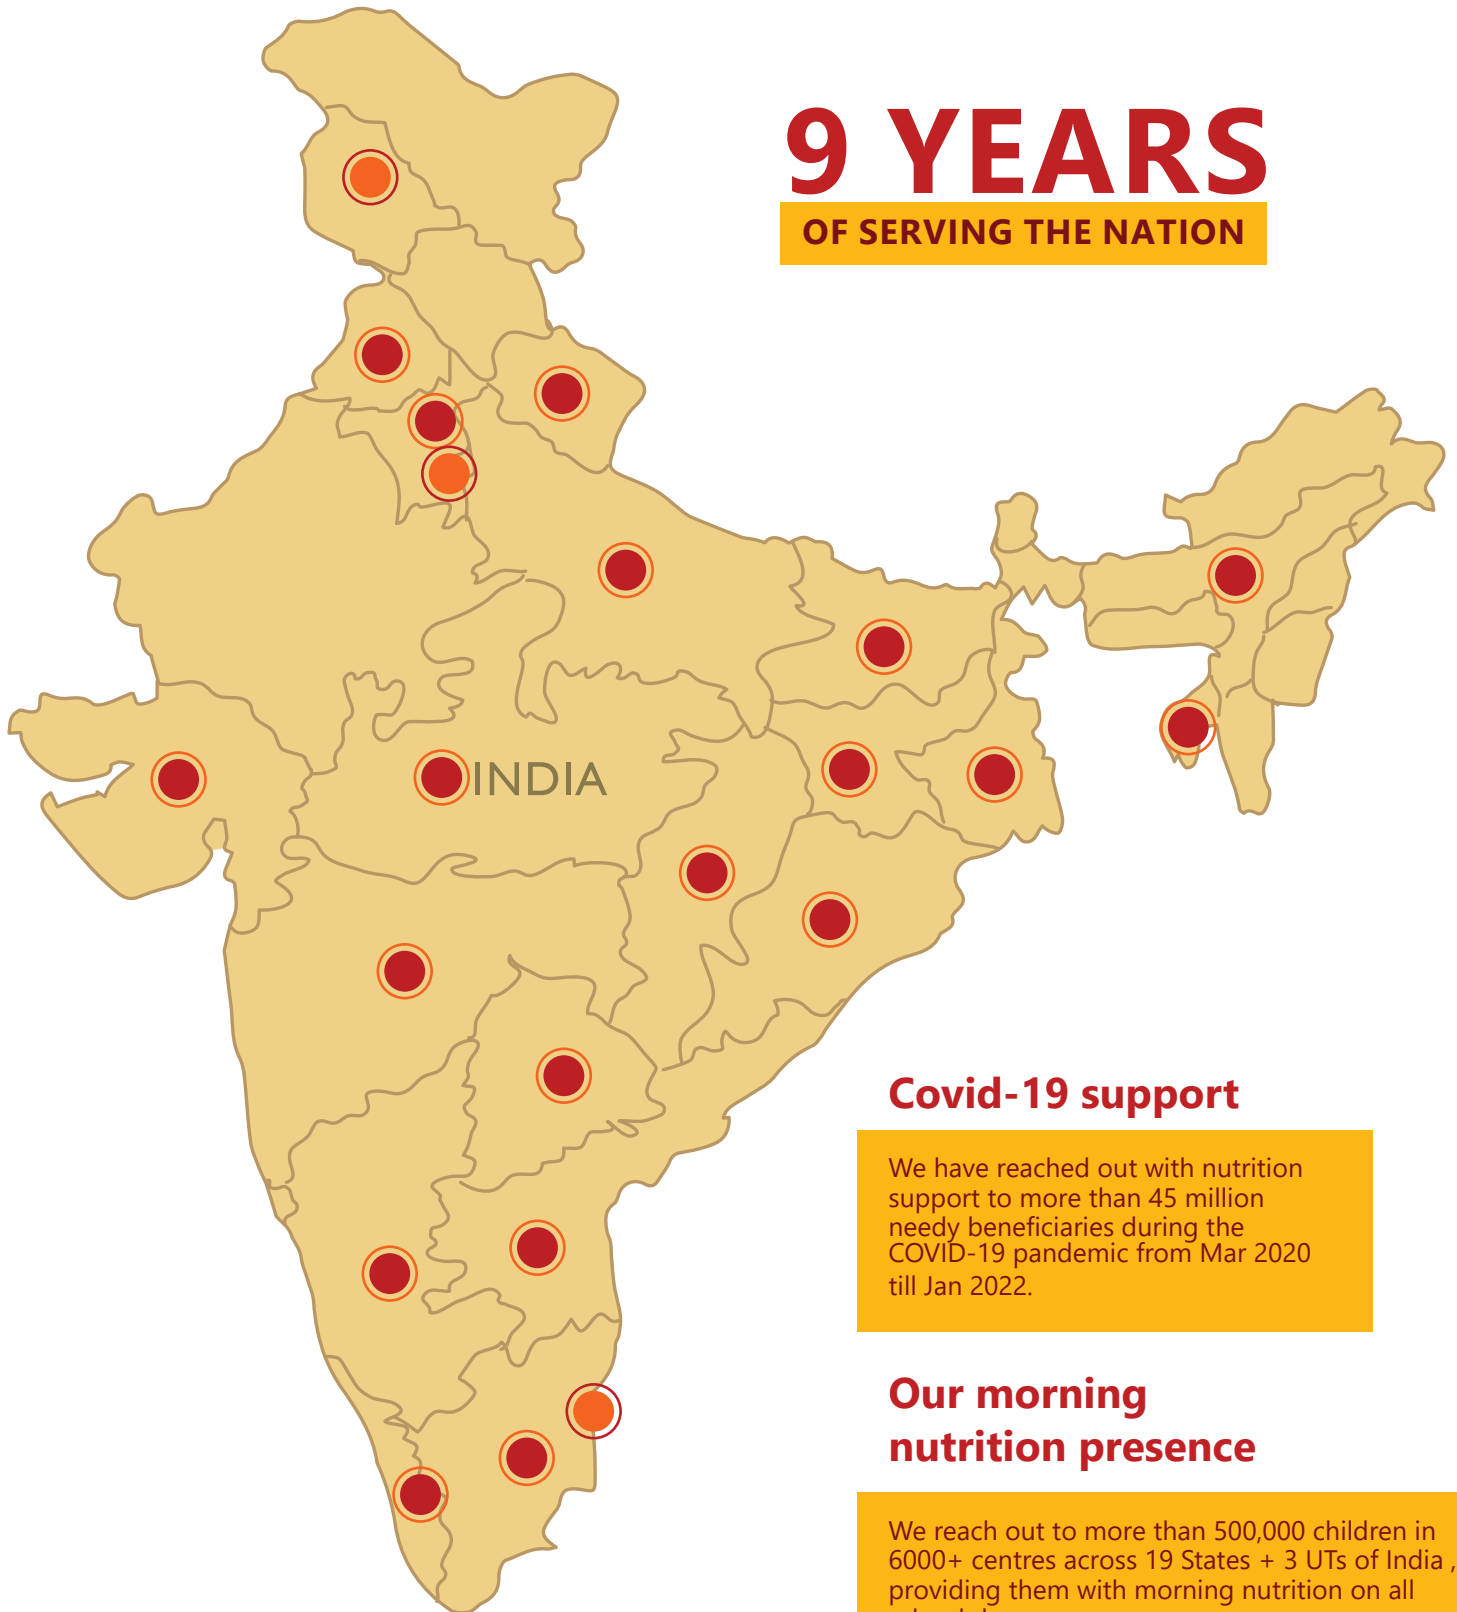 9 YEARS
OF SERVING THE NATION
INDIA
Covid-19 support
We have reached out with nutrition
support to more than 45 million
needy beneficiaries during the
COVID-19 pandemic from Mar 2020
till Jan 2022.
Our morning
nutrition presence
We reach out to more than 500,000 children in
6000+ centres across 19 States + 3 UTs of India ,
providing them with morning nutrition on all